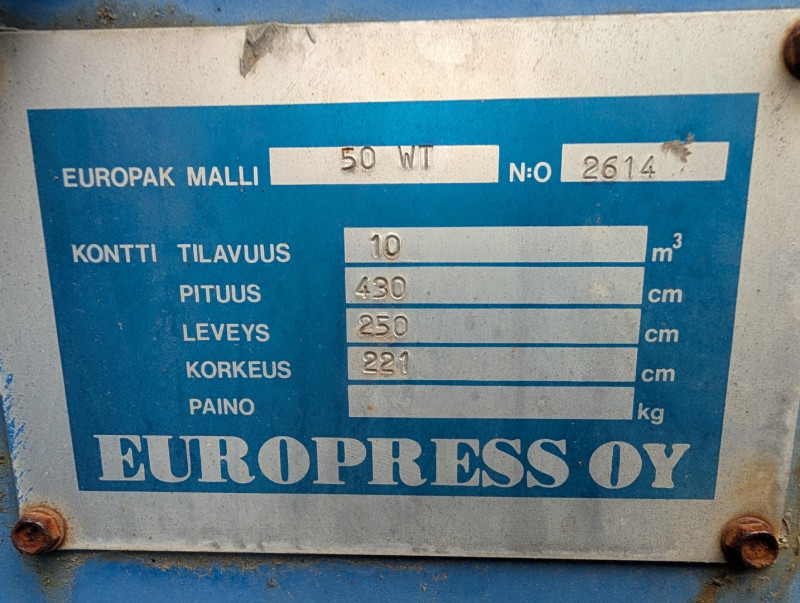 EUROPAK MALLI 50 WT N:O 2614
KONTTI TILAVUUS 10 m³
PITUUS 430 cm
LEVEYS 250 cm
KORKEUS 221 cm
PAINO kg
EUROPRESS OY